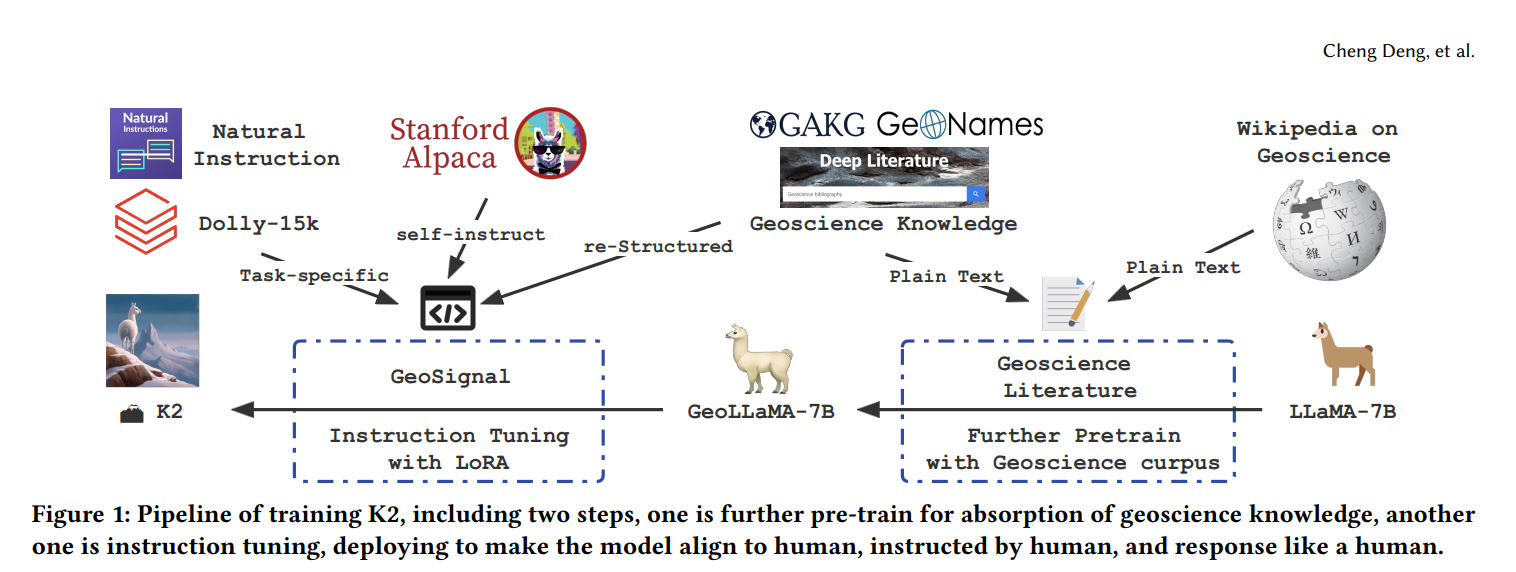 Cheng Deng, et al.
Natural
Instructions
Natural
Instruction
Stanford
Alpaca
GAKG GeoNames
Deep Literature
Geoscience bibliography
Wikipedia on
Geoscience
Dolly-15k
Geoscience Knowledge
self-instruct
re-Structured
Task-specific
Plain Text
Plain Text
Ω W И 維 7
</>
GeoSignal
Geoscience
Literature
K2
GeoLLaMA-7B
LLaMA-7B
Instruction Tuning
with LoRA
Further Pretrain
with Geoscience curpus
Figure 1: Pipeline of training K2, including two steps, one is further pre-train for absorption of geoscience knowledge, another
one is instruction tuning, deploying to make the model align to human, instructed by human, and response like a human.